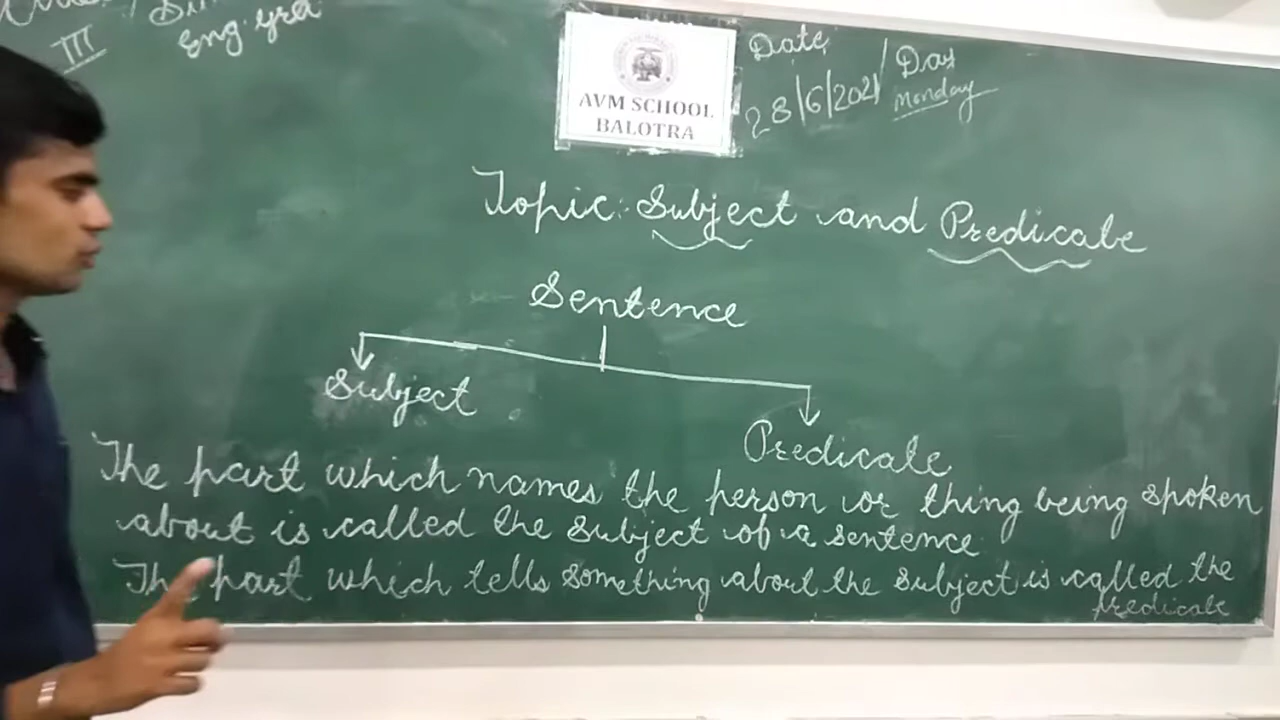 III
Eng gra
AVM SCHOOL
BALOTRA
Date / Day
28/6/2021 Monday
Topic: Subject and Predicate
Sentence
Subject
Predicate
The part which names the person or thing being spoken
about is called the subject of a sentence
The part which tells something about the subject is called the
predicate